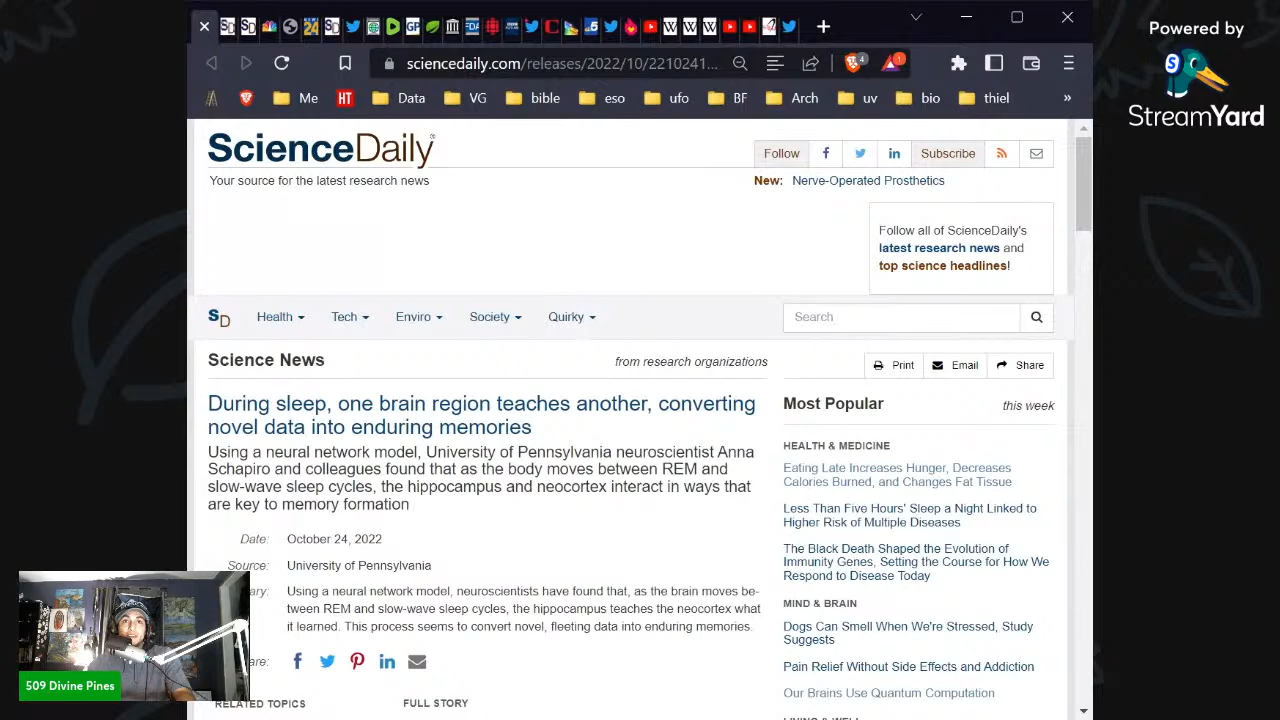 Powered by
StreamYard
sciencedaily.com/releases/2022/10/2210241...
4
1
Me
HT
Data
VG
bible
eso
ufo
BF
Arch
uv
bio
thiel
»
ScienceDaily
Your source for the latest research news
Follow
Subscribe
New: Nerve-Operated Prosthetics
Follow all of ScienceDaily's
latest research news and
top science headlines!
SD
Health
Tech
Enviro
Society
Quirky
Search
Science News
from research organizations
Print
Email
Share
During sleep, one brain region teaches another, converting
novel data into enduring memories
Using a neural network model, University of Pennsylvania neuroscientist Anna
Schapiro and colleagues found that as the body moves between REM and
slow-wave sleep cycles, the hippocampus and neocortex interact in ways that
are key to memory formation
Date: October 24, 2022
Source: University of Pennsylvania
ary: Using a neural network model, neuroscientists have found that, as the brain moves be-
tween REM and slow-wave sleep cycles, the hippocampus teaches the neocortex what
it learned. This process seems to convert novel, fleeting data into enduring memories.
are:
RELATED TOPICS
FULL STORY
Most Popular
this week
HEALTH & MEDICINE
Eating Late Increases Hunger, Decreases
Calories Burned, and Changes Fat Tissue
Less Than Five Hours' Sleep a Night Linked to
Higher Risk of Multiple Diseases
The Black Death Shaped the Evolution of
Immunity Genes, Setting the Course for How We
Respond to Disease Today
MIND & BRAIN
Dogs Can Smell When We're Stressed, Study
Suggests
Pain Relief Without Side Effects and Addiction
Our Brains Use Quantum Computation
LIVING & WELL
509 Divine Pines